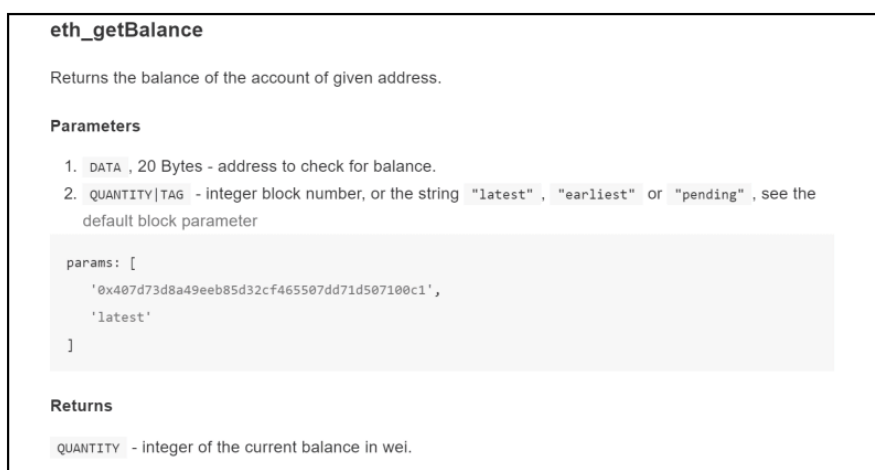 eth_getBalance
Returns the balance of the account of given address.
Parameters
1. DATA , 20 Bytes - address to check for balance.
2. QUANTITY|TAG - integer block number, or the string "latest" , "earliest" or "pending" , see the
default block parameter
params: [
'0x407d73d8a49eeb85d32cf465507dd71d507100c1',
'latest'
]
Returns
QUANTITY - integer of the current balance in wei.